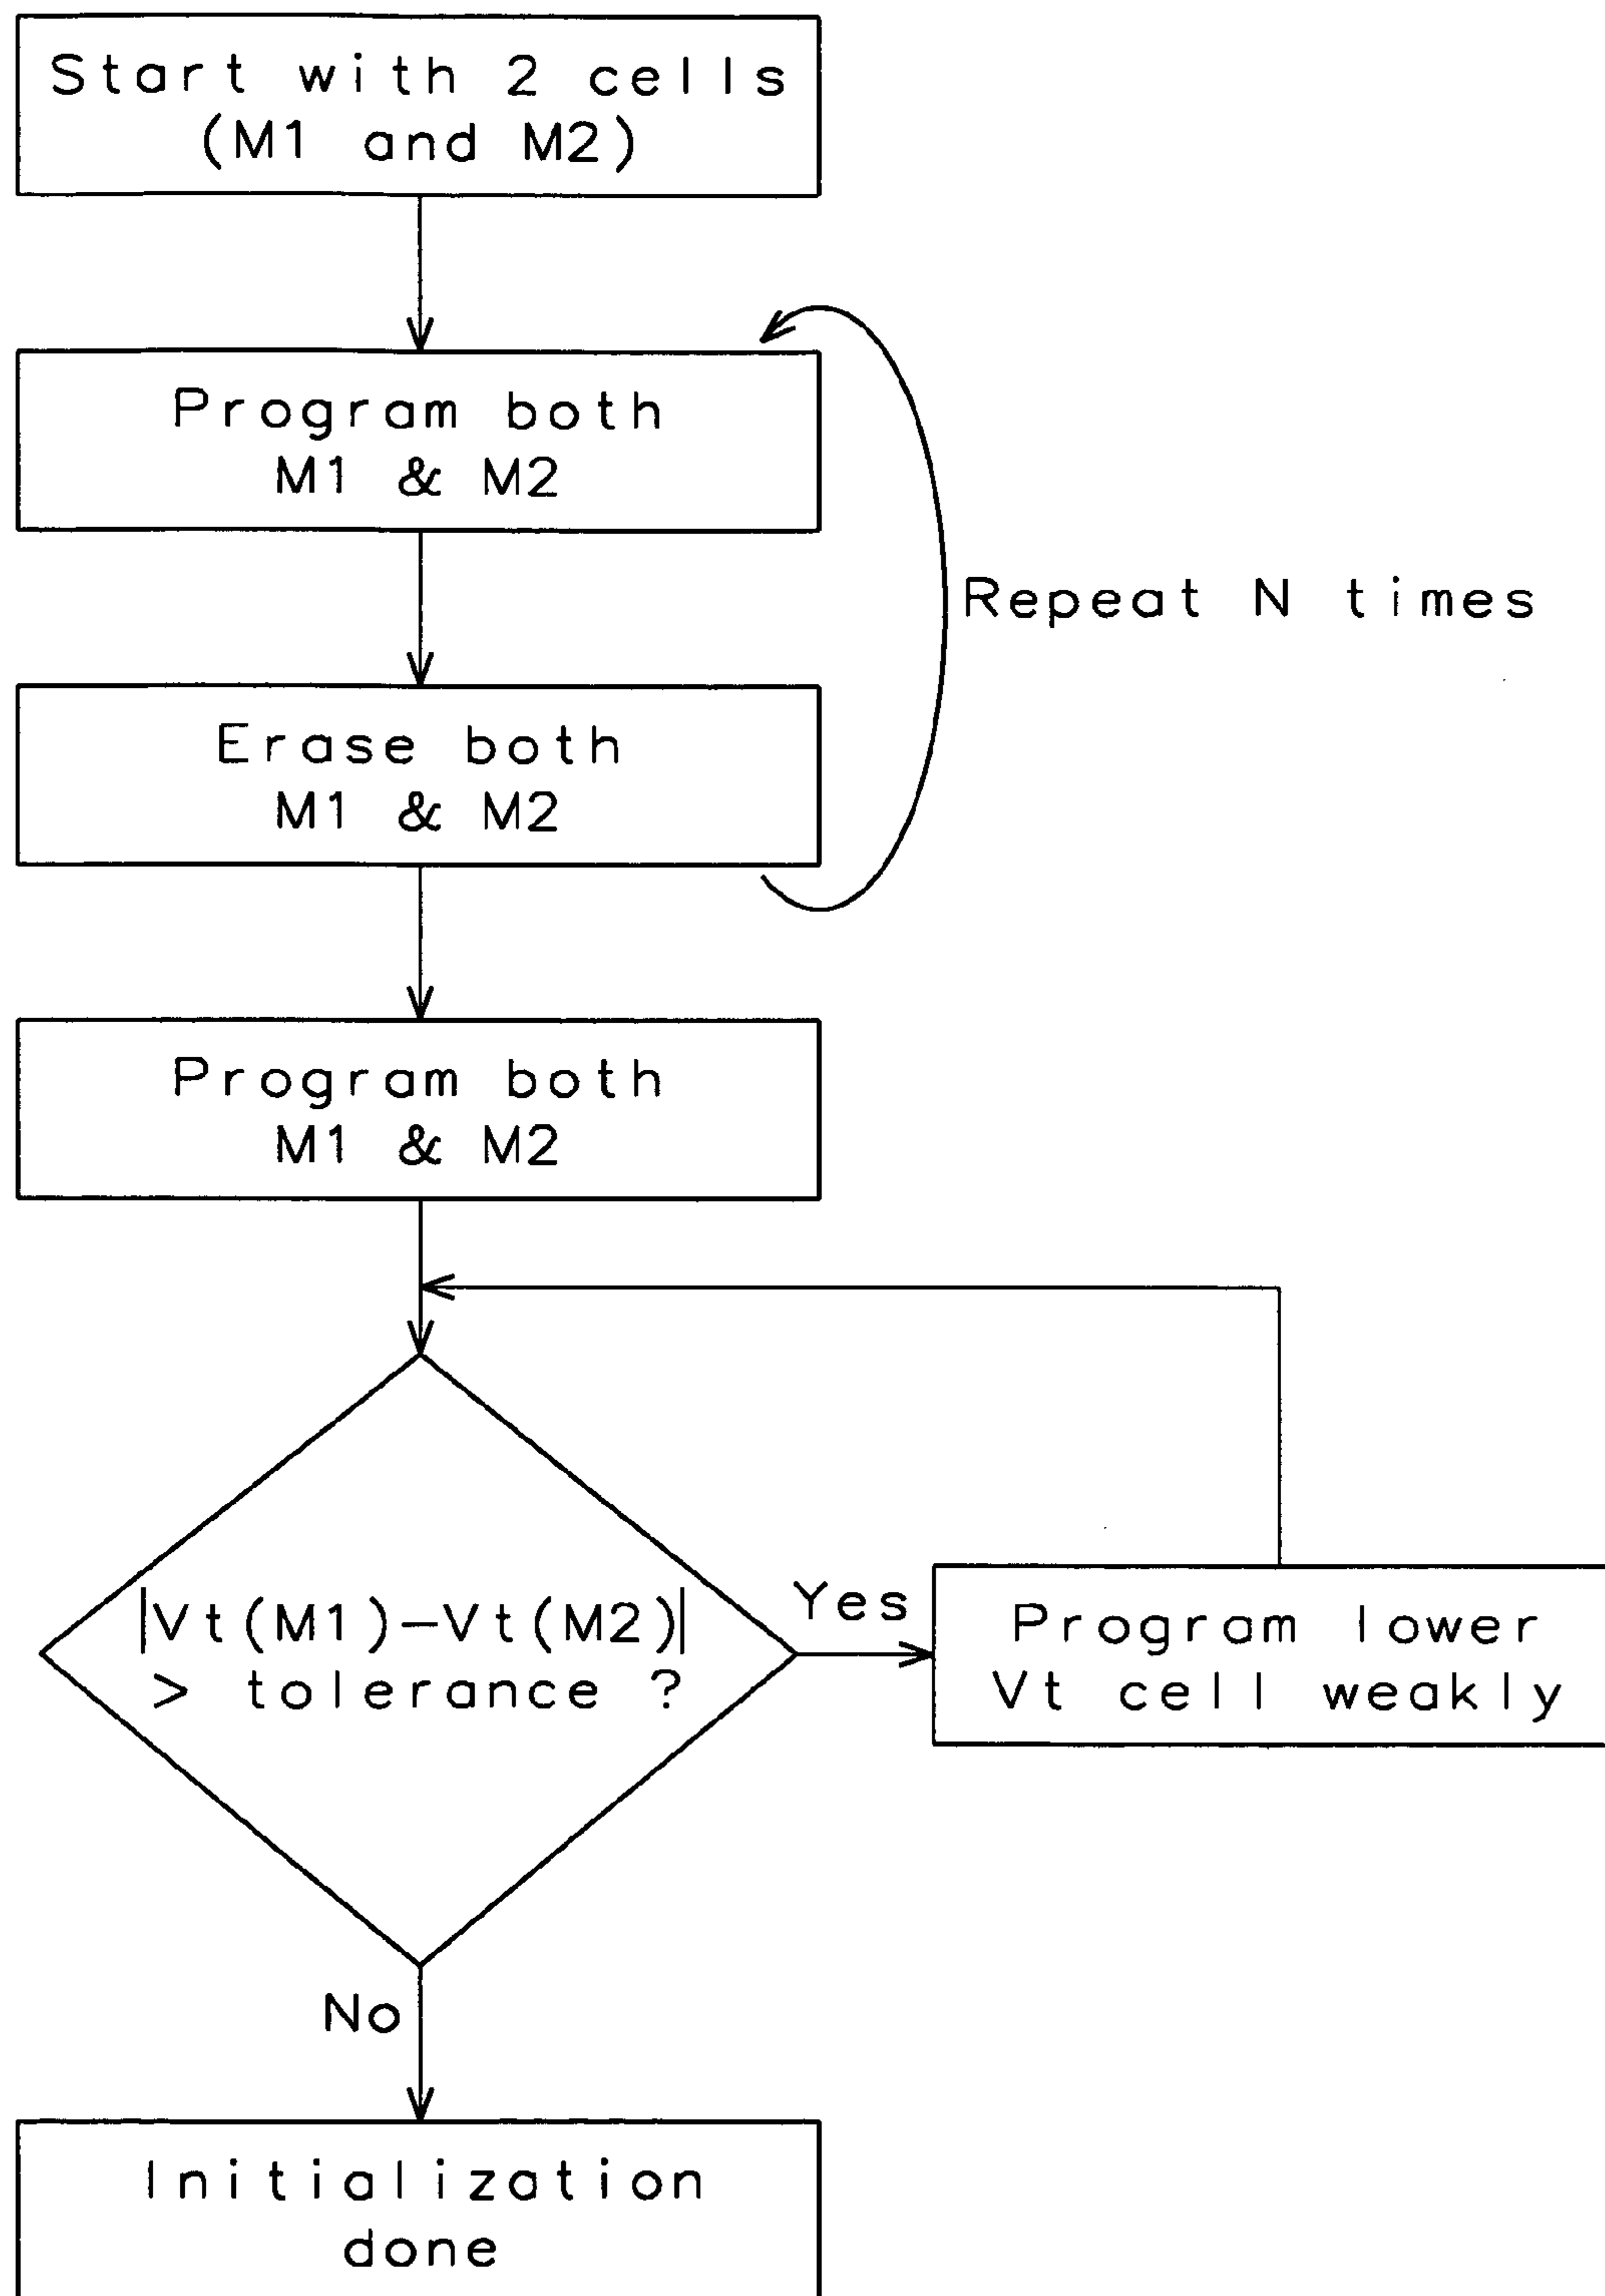 Start with 2 cells
(M1 and M2)
Program both
M1 & M2
Repeat N times
Erase both
M1 & M2
Program both
M1 & M2
|Vt(M1)-Vt(M2)|
> tolerance ?
Yes
Program lower
Vt cell weakly
No
Initialization
done